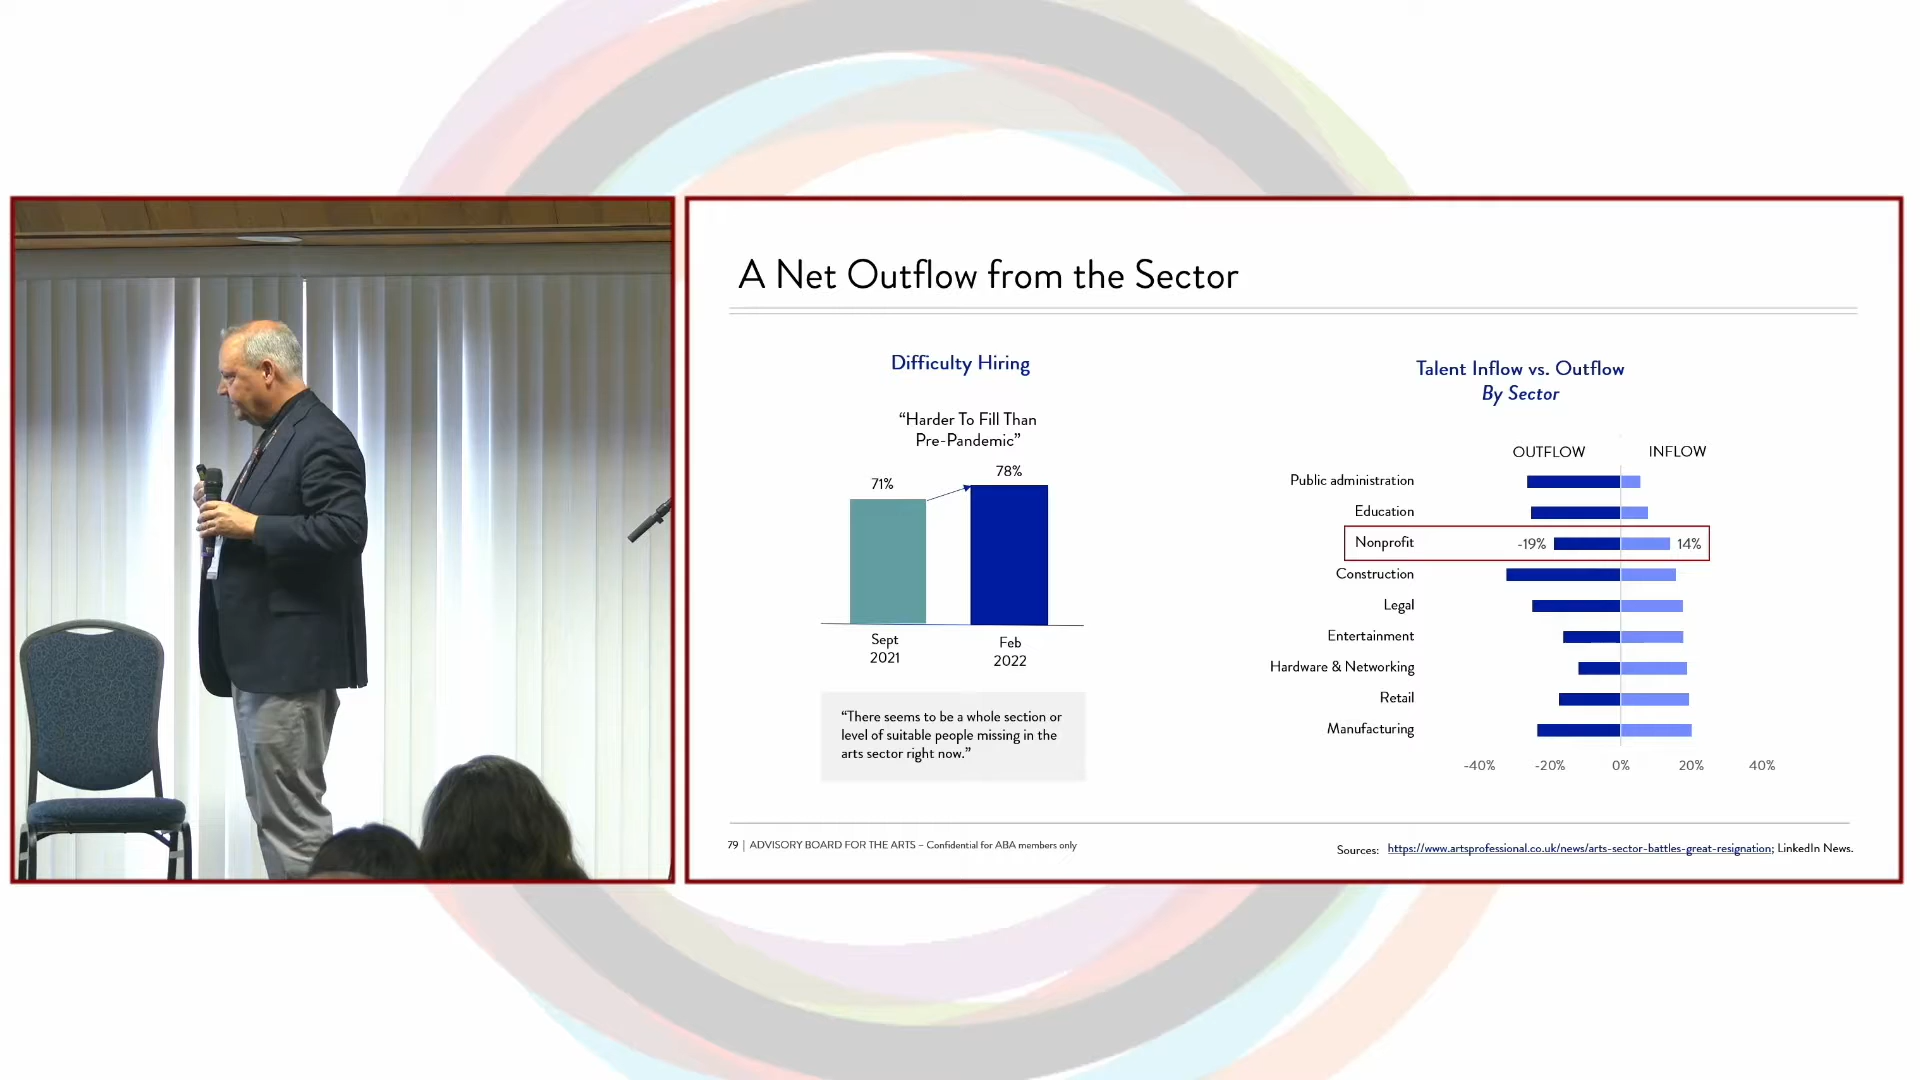 A Net Outflow from the Sector
Difficulty Hiring
“Harder To Fill Than
Pre-Pandemic”
71%
78%
Sept
2021
Feb
2022
“There seems to be a whole section or
level of suitable people missing in the
arts sector right now.”
Talent Inflow vs. Outflow
By Sector
OUTFLOW INFLOW
Public administration
Education
Nonprofit -19% 14%
Construction
Legal
Entertainment
Hardware & Networking
Retail
Manufacturing
-40% -20% 0% 20% 40%
79 | ADVISORY BOARD FOR THE ARTS – Confidential for ABA members only
Sources: https://www.artsprofessional.co.uk/news/arts-sector-battles-great-resignation; LinkedIn News.